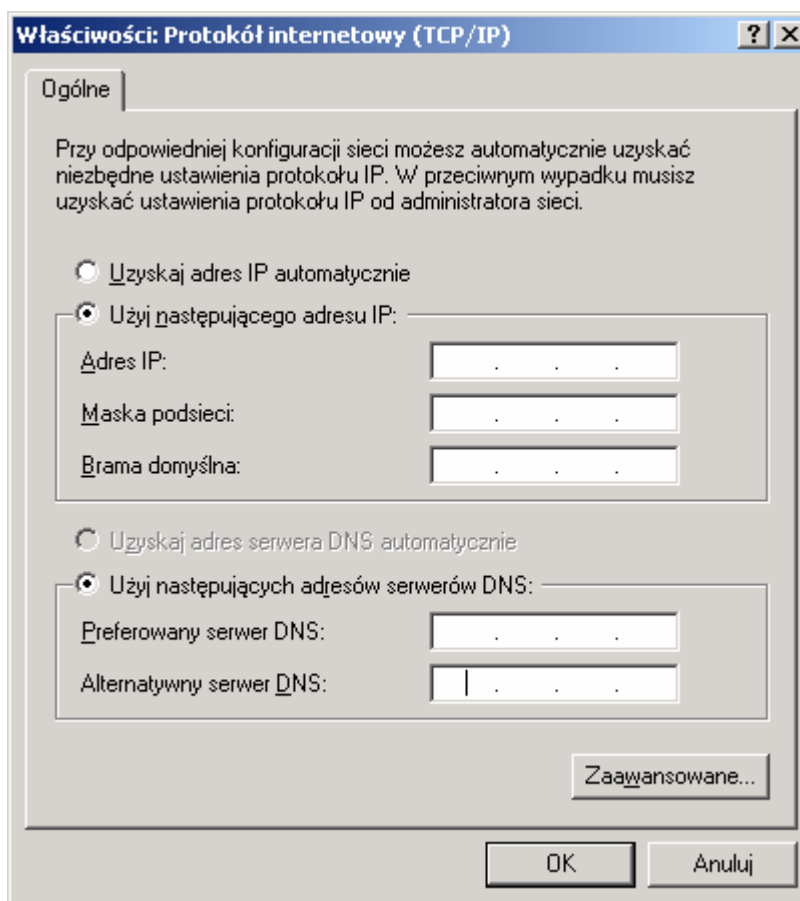 Właściwości: Protokół internetowy (TCP/IP)
Ogólne
Przy odpowiedniej konfiguracji sieci możesz automatycznie uzyskać
niezbędne ustawienia protokołu IP. W przeciwnym wypadku musisz
uzyskać ustawienia protokołu IP od administratora sieci.
Uzyskaj adres IP automatycznie
Użyj następującego adresu IP:
Adres IP:
Maska podsieci:
Brama domyślna:
Uzyskaj adres serwera DNS automatycznie
Użyj następujących adresów serwerów DNS:
Preferowany serwer DNS:
Alternatywny serwer DNS:
Zaawansowane...
OK Anuluj